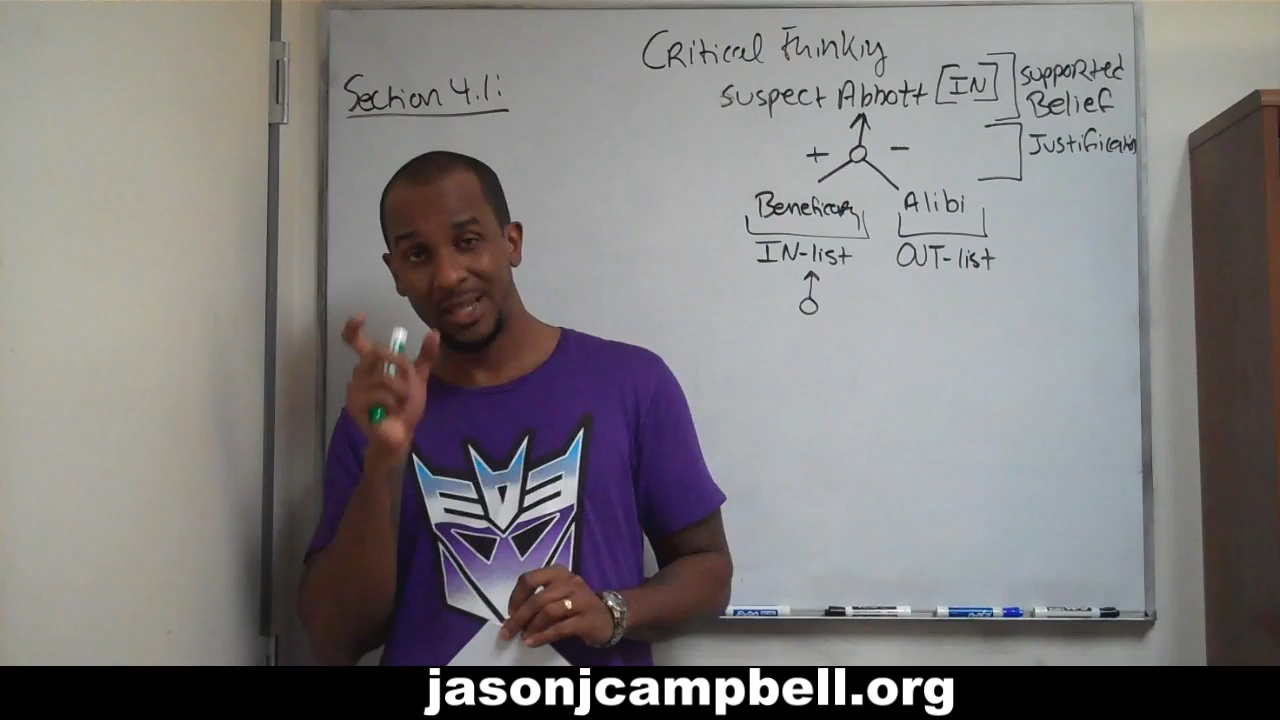 Critical Thinking
Section 4.1:
Suspect Abbott [IN]
Supported
Belief
+ -
Justification
Beneficiary
Alibi
IN-list
OUT-list
jasonjcampbell.org